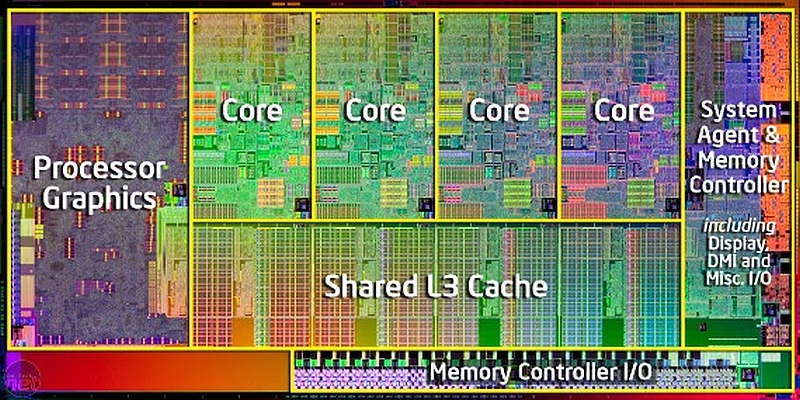 Processor
Graphics
Core
Core
Core
Core
System
Agent &
Memory
Controller
including
Display,
DMI and
Misc. I/O
Shared L3 Cache
Memory Controller I/O